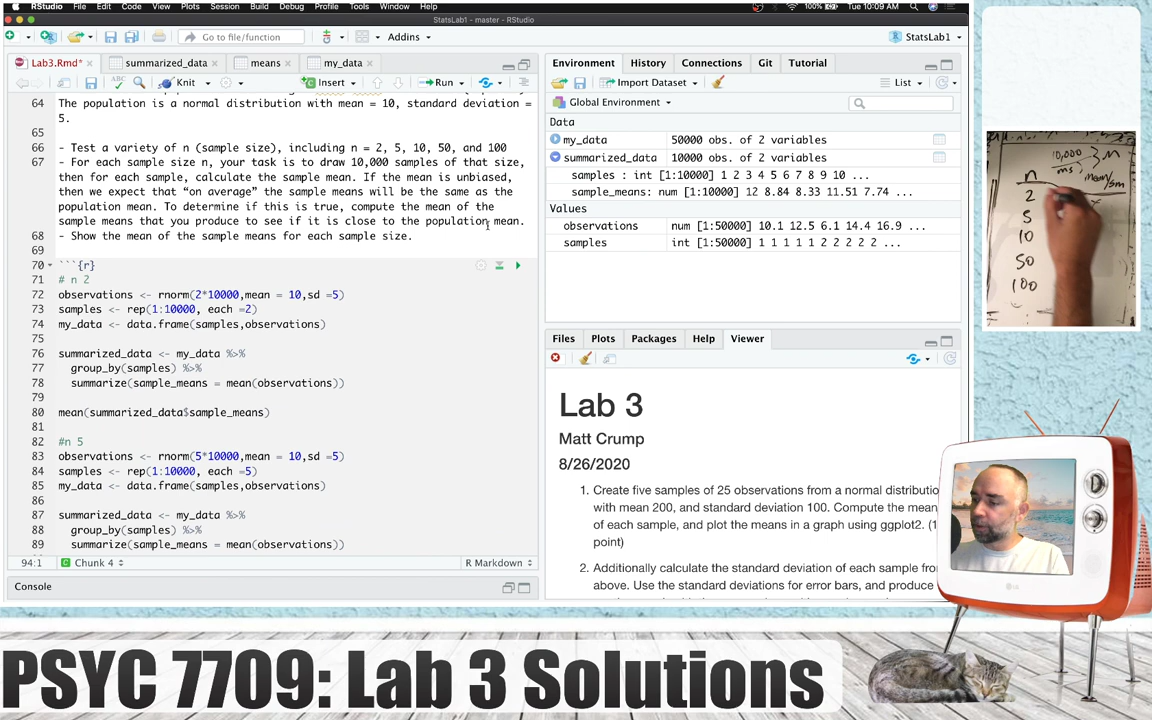 RStudio File Edit Code View Plots Session Build Debug Profile Tools Window Help 100% Tue 10:09 AM
StatsLab1 - master - RStudio
Go to file/function Addins StatsLab1
Lab3.Rmd* summarized_data means my_data
Knit Insert Run
64
The population is a normal distribution with mean = 10, standard deviation =
5.
65
66 - Test a variety of n (sample size), including n = 2, 5, 10, 50, and 100
67 - For each sample size n, your task is to draw 10,000 samples of that size,
then for each, calculate the sample mean. If the mean is unbiased,
then we expect that “on average” the sample means will be the same as the
population mean. To determine if this is true, compute the mean of the
sample means that you produce to see if it is close to the population mean.
68 - Show the mean of the sample means for each sample size.
69
70 ```{r}
71 # n 2
72 observations <- rnorm(2*10000,mean = 10,sd =5)
73 samples <- rep(1:10000, each =2)
74 my_data <- data.frame(samples,observations)
75
76 summarized_data <- my_data %>%
77 group_by(samples) %>%
78 summarize(sample_means = mean(observations))
79
80 mean(summarized_data$sample_means)
81
82 #n 5
83 observations <- rnorm(5*10000,mean = 10,sd =5)
84 samples <- rep(1:10000, each =5)
85 my_data <- data.frame(samples,observations)
86
87 summarized_data <- my_data %>%
88 group_by(samples) %>%
89 summarize(sample_means = mean(observations))
94:1 Chunk 4 R Markdown
Console
Environment History Connections Git Tutorial
Import Dataset List
Global Environment
Data
my_data 50000 obs. of 2 variables
summarized_data 10000 obs. of 2 variables
samples : int [1:10000] 1 2 3 4 5 6 7 8 9 10 ...
sample_means: num [1:10000] 12 8.84 8.33 11.51 7.74 ...
Values
observations num [1:50000] 10.1 12.5 6.1 14.4 16.9 ...
samples int [1:50000] 1 1 1 1 1 2 2 2 2 2 ...
Files Plots Packages Help Viewer
Lab 3
Matt Crump
8/26/2020
1. Create five samples of 25 observations from a normal distributio
with mean 200, and standard deviation 100. Compute the mean
of each sample, and plot the means in a graph using ggplot2. (1
point)
2. Additionally calculate the standard deviation of each sample fro
above. Use the standard deviations for error bars, and produce
10,000
n
2
5
10
50
100
LG
PSYC 7709: Lab 3 Solutions